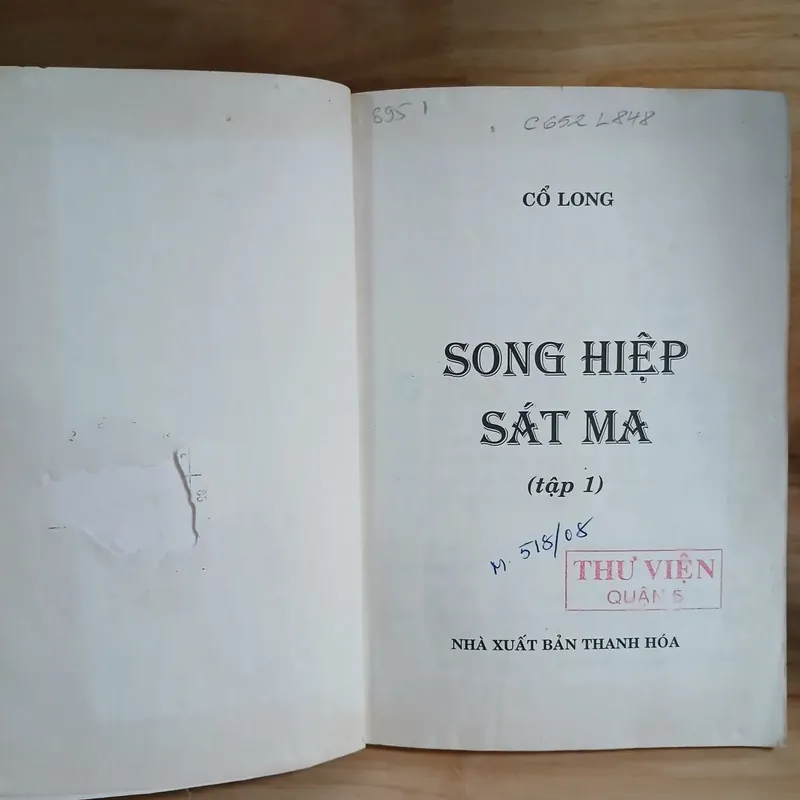 895 1
C652 L848
CỔ LONG
SONG HIỆP
SÁT MA
(tập 1)
M. 518/08
THƯ VIỆN
QUẬN 5
NHÀ XUẤT BẢN THANH HÓA